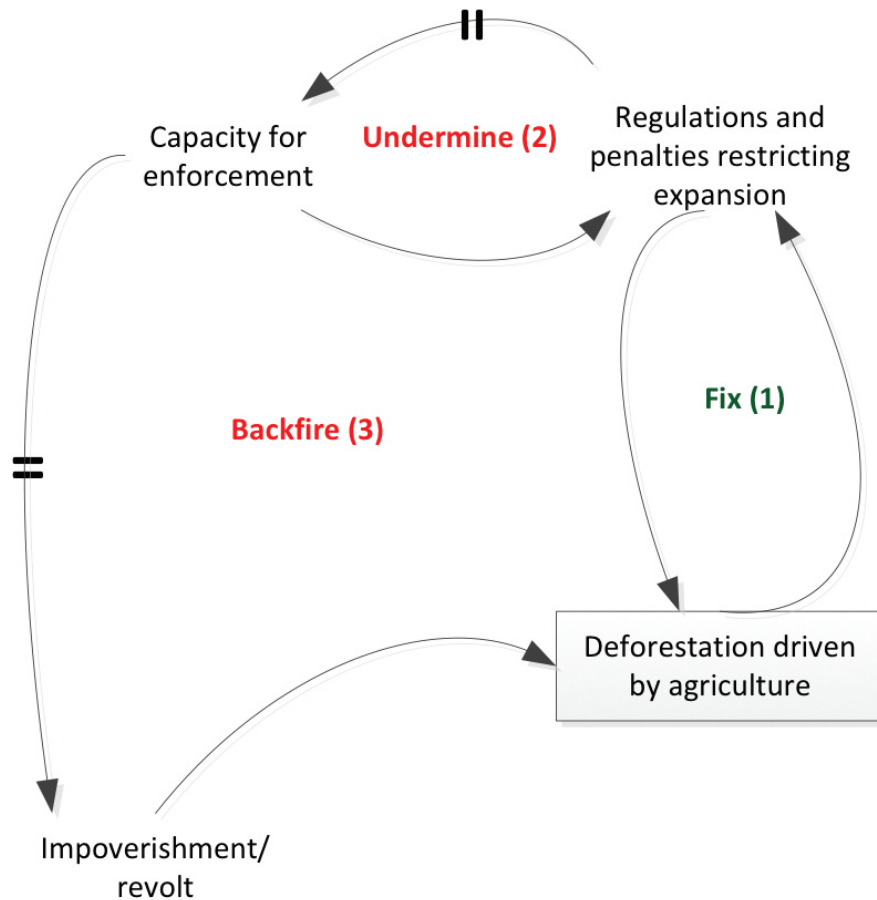 Capacity for
enforcement
Undermine (2)
Regulations and
penalties restricting
expansion
Backfire (3)
Fix (1)
Deforestation driven
by agriculture
Impoverishment/
revolt